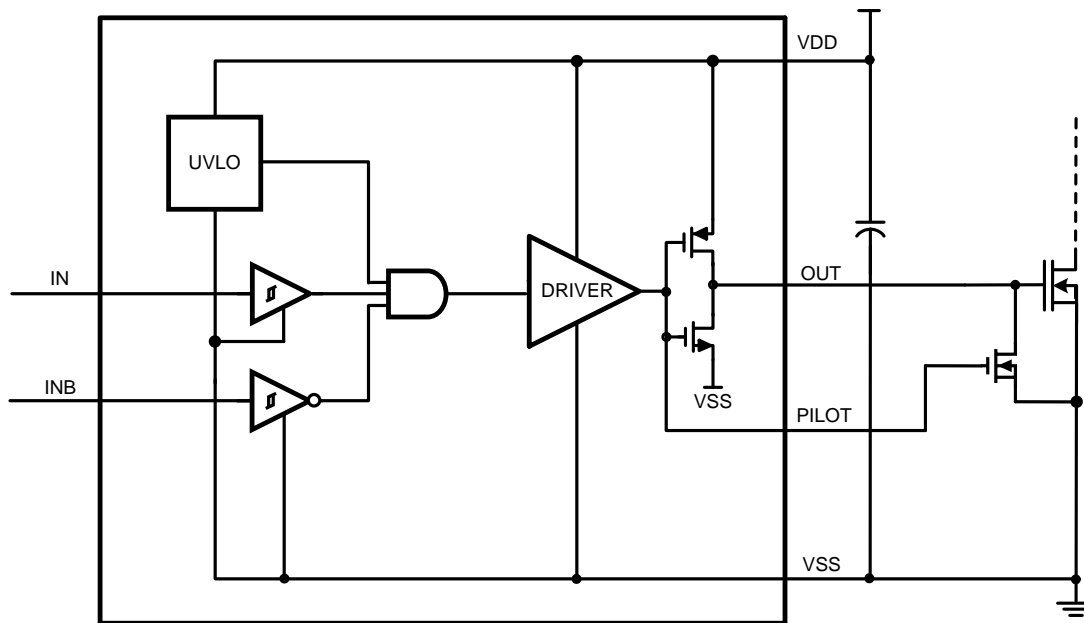 VDD
UVLO
IN
OUT
DRIVER
INB
VSS
PILOT
VSS